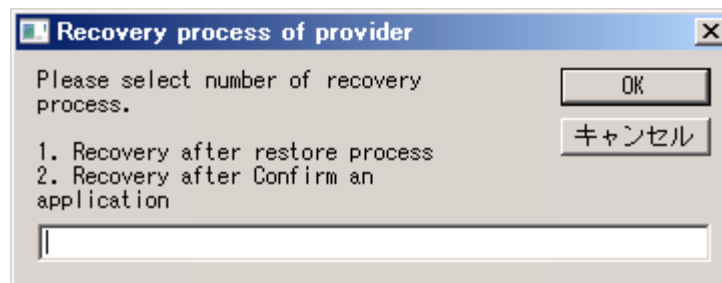 Recovery process of provider
Please select number of recovery
process.
1. Recovery after restore process
2. Recovery after Confirm an
application
OK
キャンセル